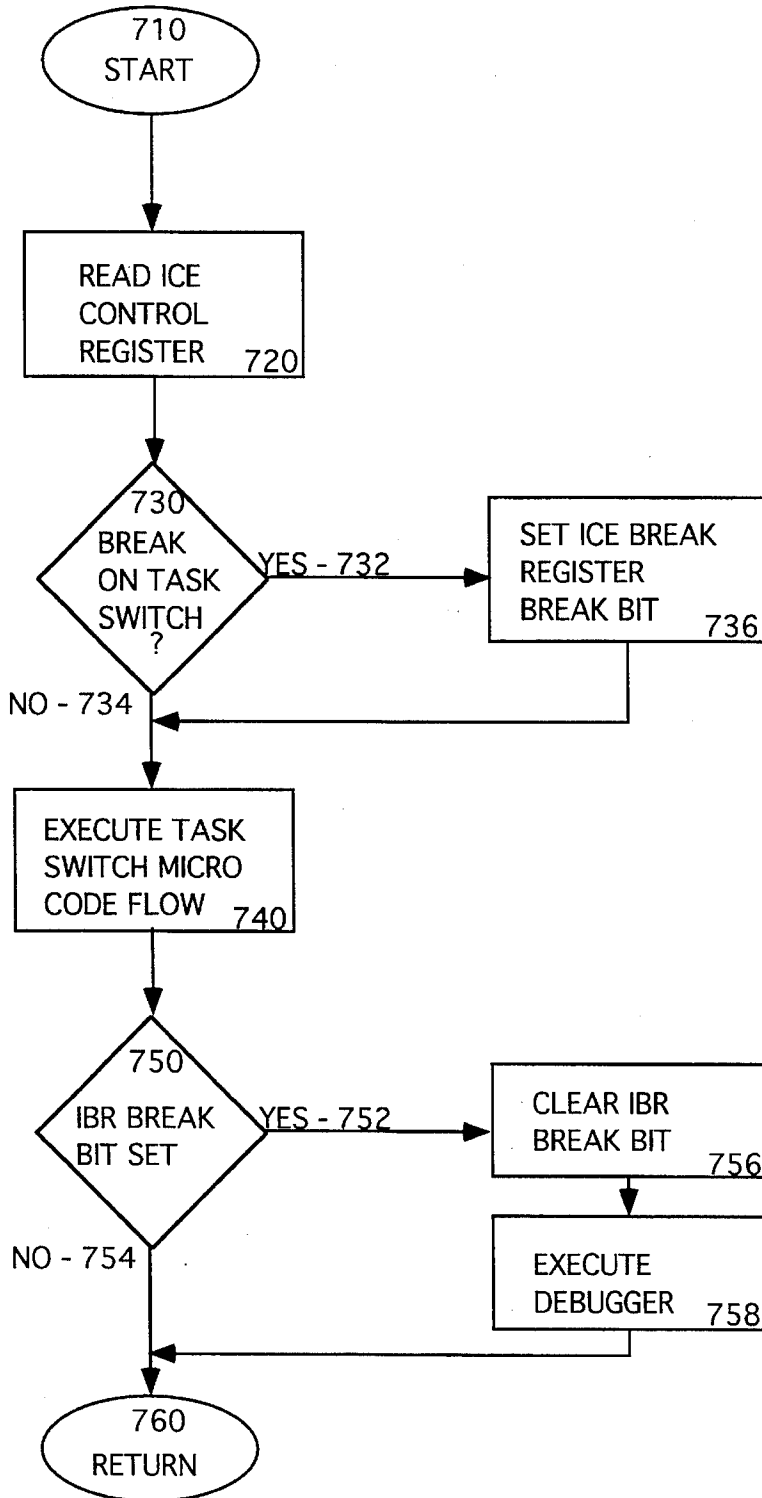 710
START
READ ICE
CONTROL
REGISTER
720
730
BREAK
ON TASK
SWITCH
?
YES - 732
SET ICE BREAK
REGISTER
BREAK BIT
736
NO - 734
EXECUTE TASK
SWITCH MICRO
CODE FLOW
740
750
IBR BREAK
BIT SET
YES - 752
CLEAR IBR
BREAK BIT
756
NO - 754
EXECUTE
DEBUGGER
758
760
RETURN